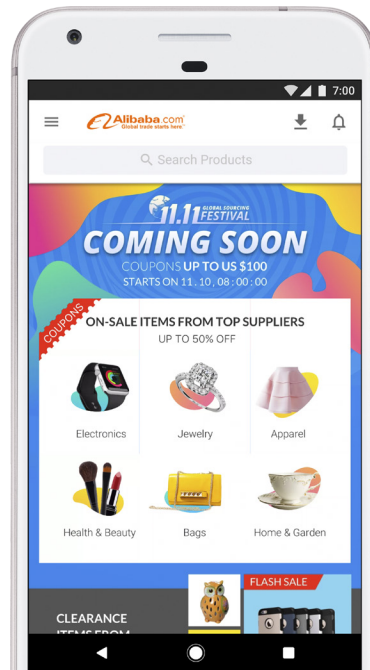 7:00
Alibaba.com
Global trade starts here.™
Search Products
11.11 GLOBAL SOURCING
FESTIVAL
COMING SOON
COUPONS UP TO US $100
STARTS ON 11.10, 08:00:00
COUPONS
ON-SALE ITEMS FROM TOP SUPPLIERS
UP TO 50% OFF
Electronics
Jewelry
Apparel
Health & Beauty
Bags
Home & Garden
FLASH SALE
CLEARANCE
ITEMS FROM